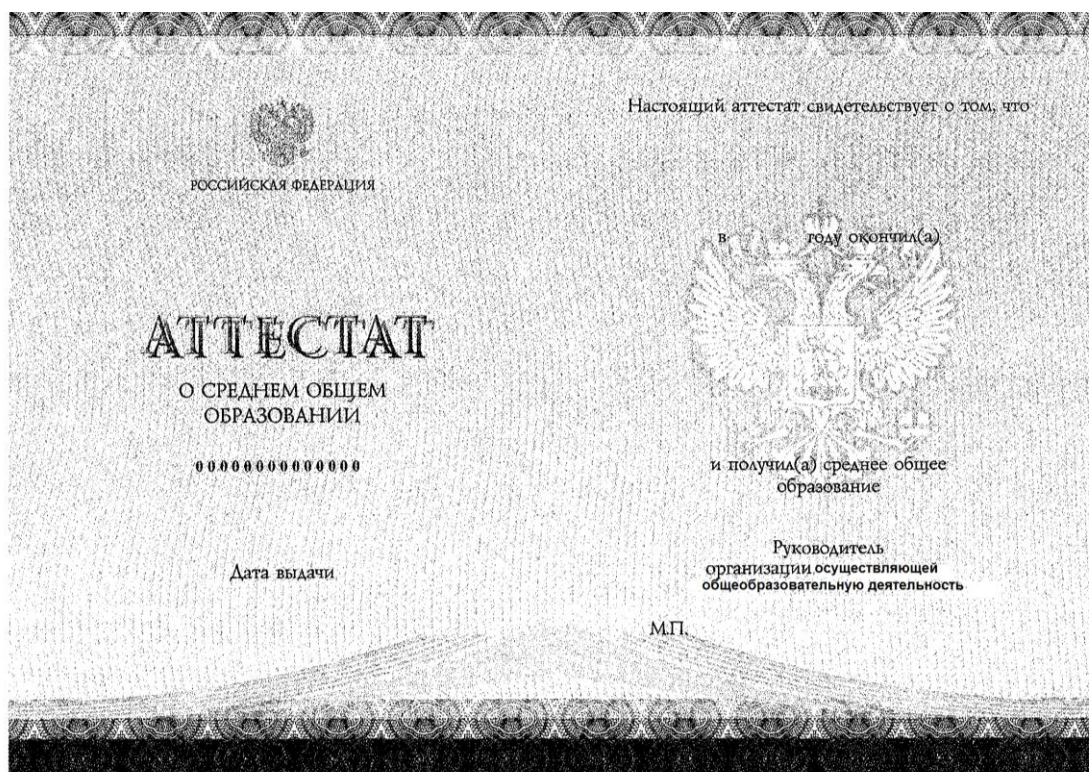 РОССИЙСКАЯ ФЕДЕРАЦИЯ
АТТЕСТАТ
О СРЕДНЕМ ОБЩЕМ
ОБРАЗОВАНИИ
00000000000000
Дата выдачи
Настоящий аттестат свидетельствует о том, что
в году окончил(а)
и получил(а) среднее общее
образование
Руководитель
организации осуществляющей
общеобразовательную деятельность
М.П.